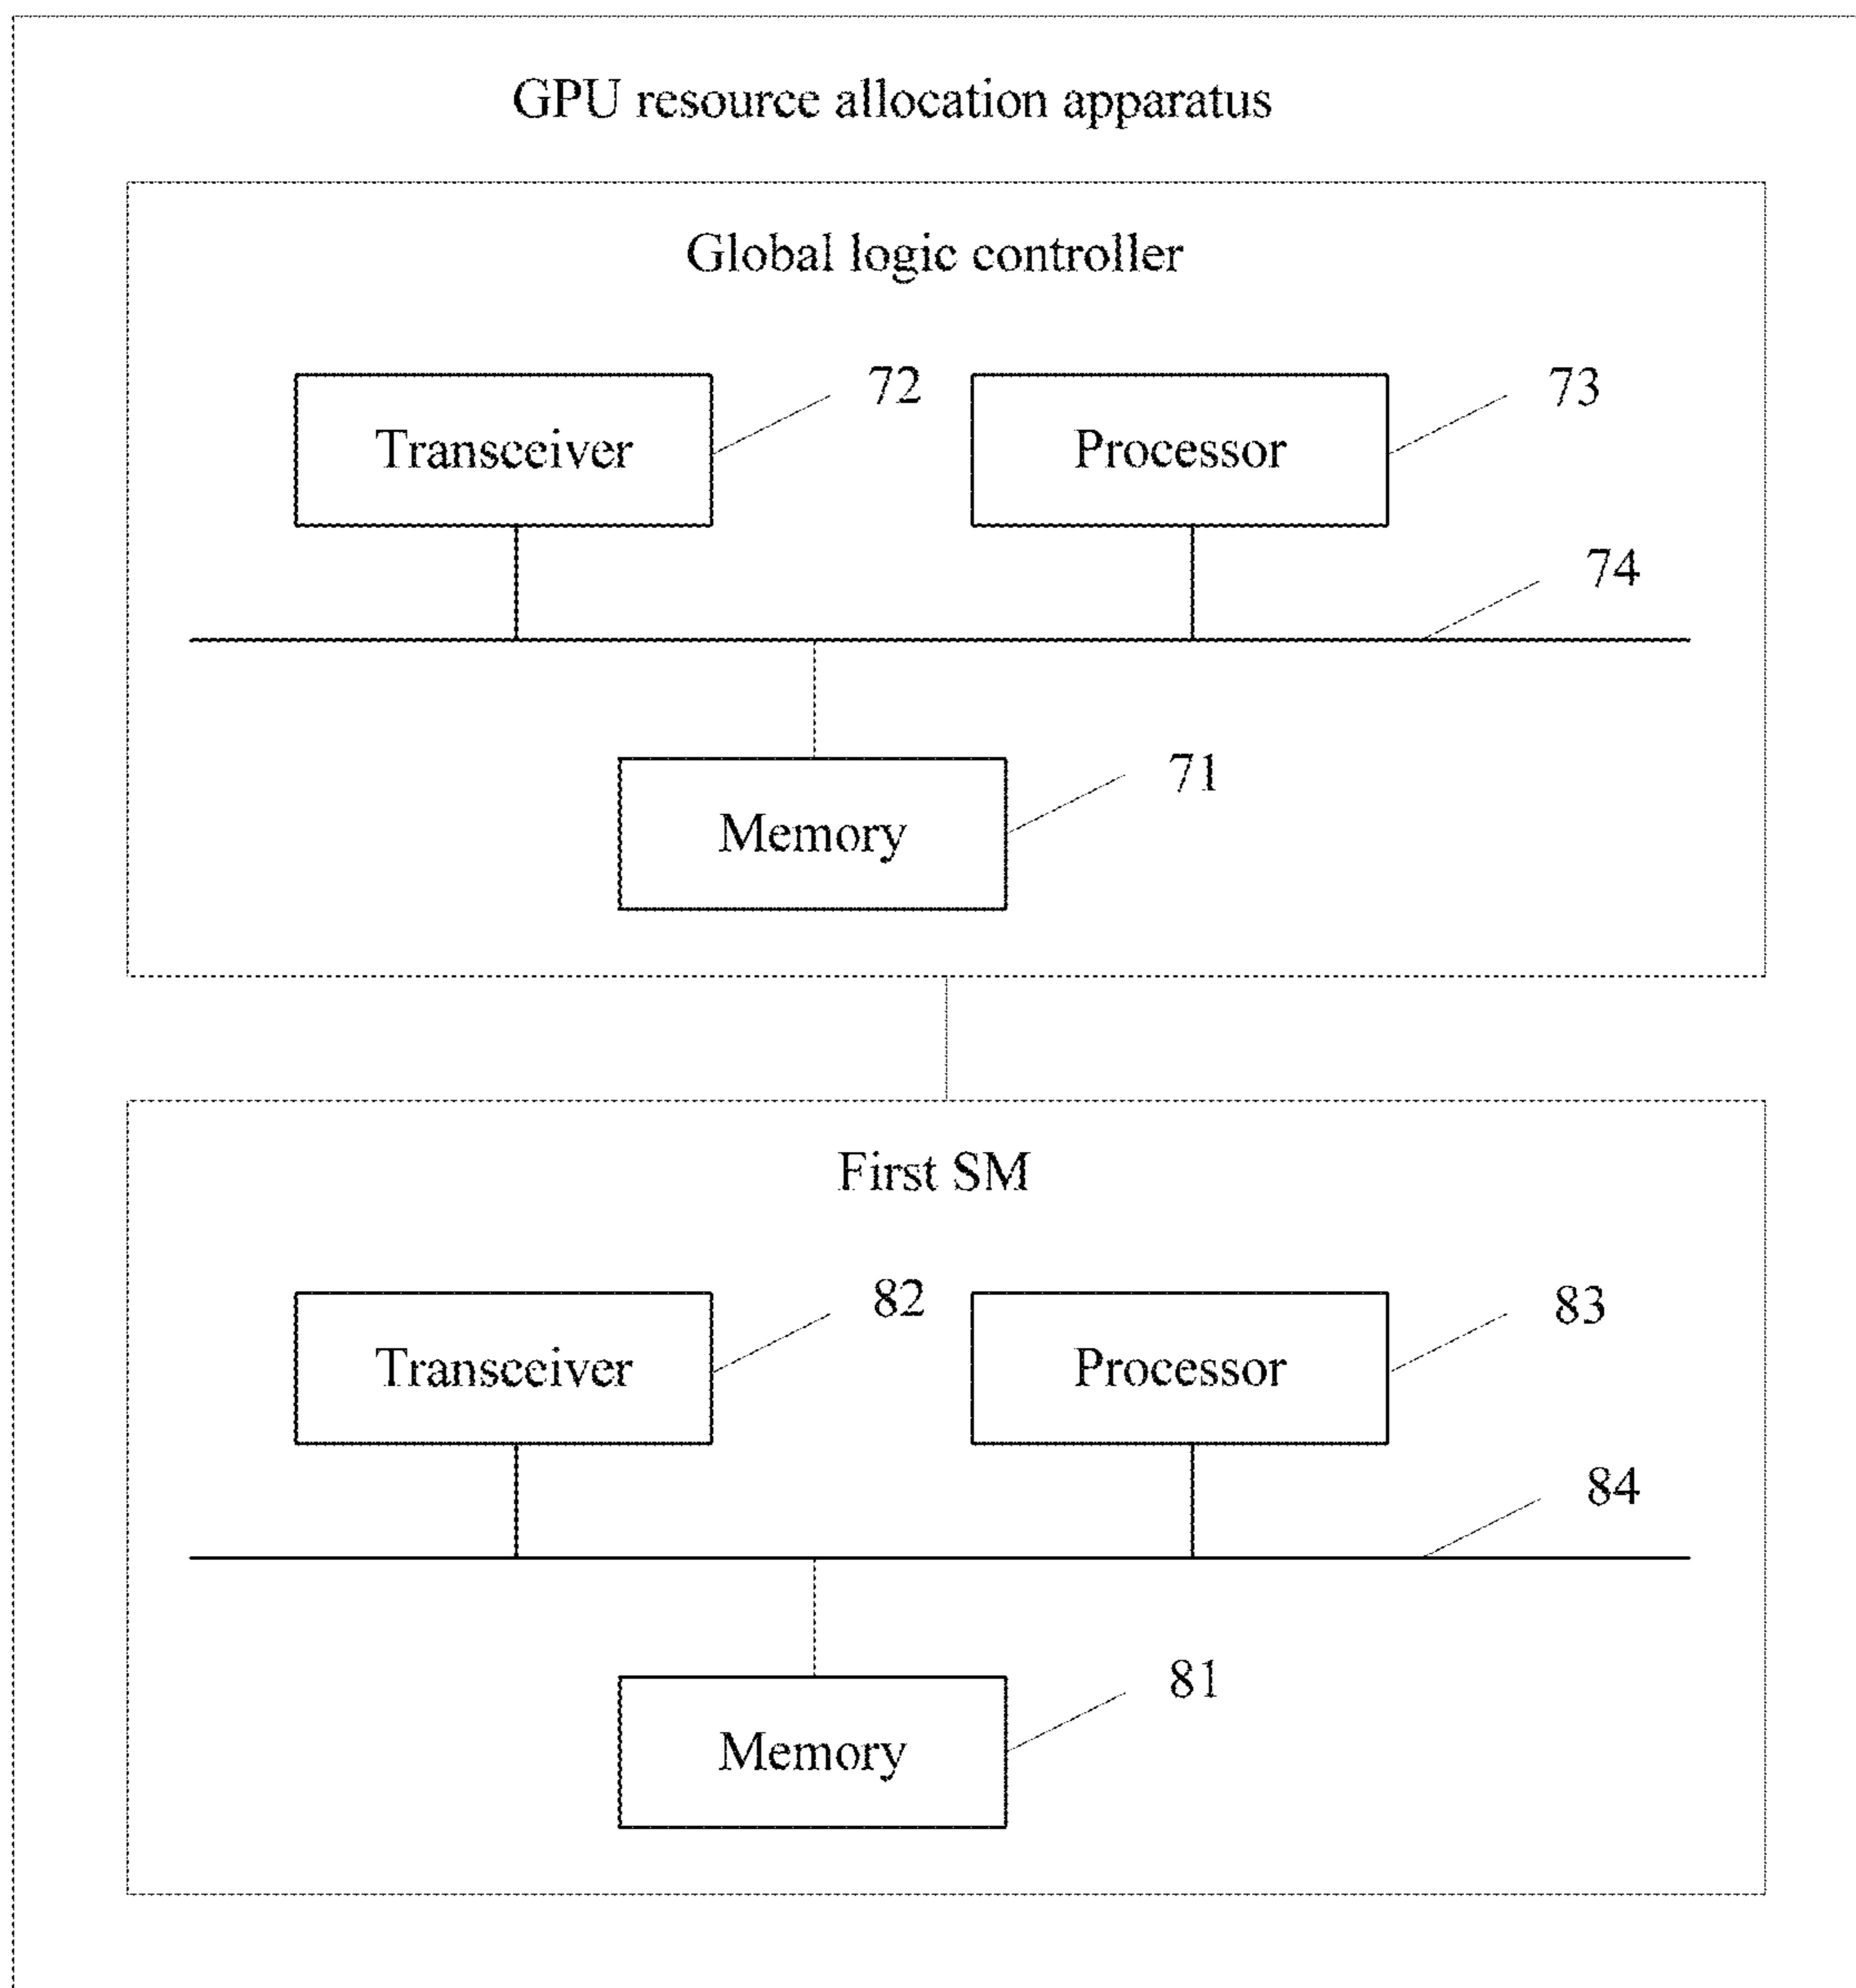 GPU resource allocation apparatus
Global logic controller
72
73
Transceiver
Processor
74
71
Memory
First SM
82
83
Transceiver
Processor
84
81
Memory